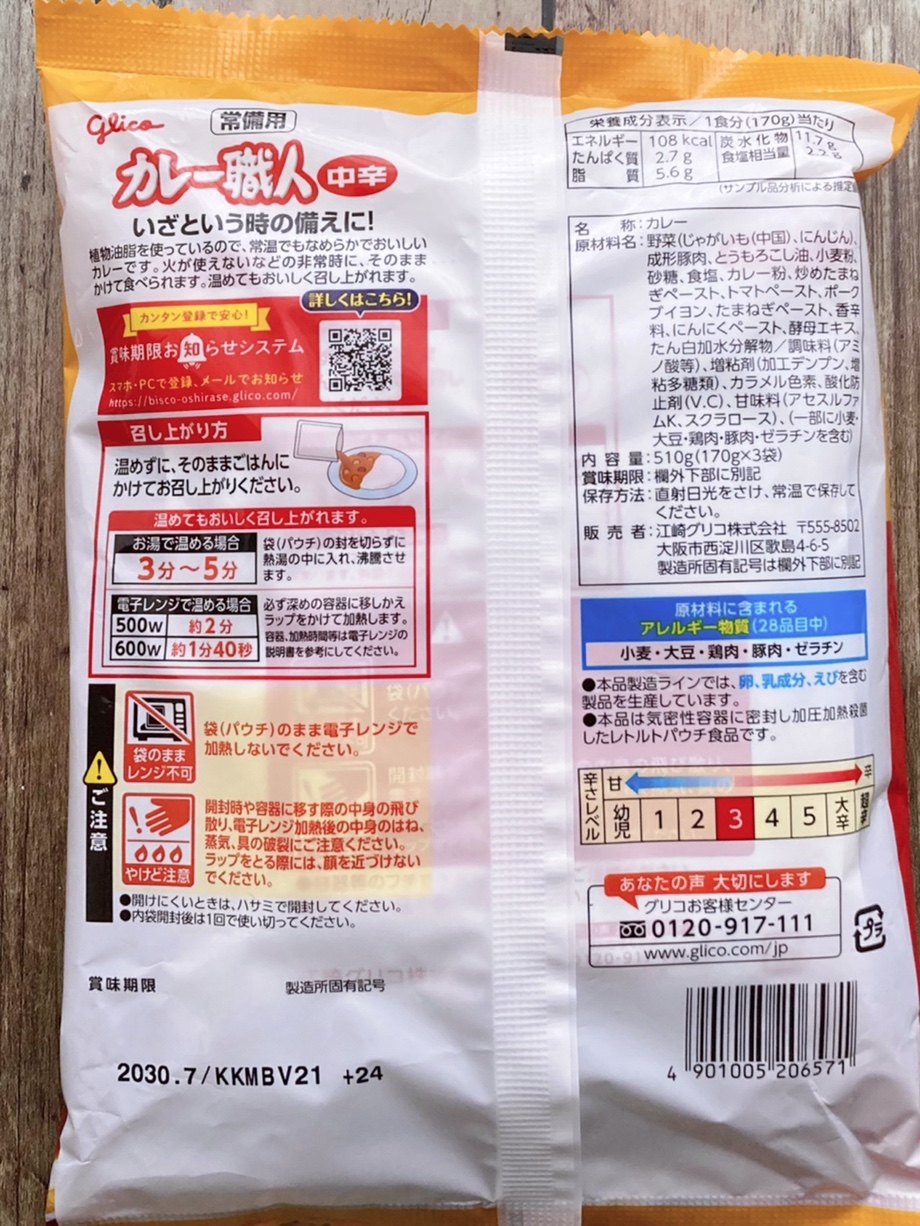 Glico
常備用
カレー職人 中辛
いざという時の備えに!
植物油脂を使っているので、常温でもなめらかでおいしい
カレーです。火が使えないなどの非常時に、そのまま
かけて食べられます。温めてもおいしく召し上がれます。
カンタン登録で安心!
詳しくはこちら!
賞味期限お知らせシステム
スマホ・PCで登録、メールでお知らせ
https://bisco-oshirase.glico.com/
召し上がり方
温めずに、そのままごはんに
かけてお召し上がりください。
温めてもおいしく召し上がれます。
お湯で温める場合
3分~5分
袋(パウチ)の封を切らずに
熱湯の中に入れ、沸騰させ
ます。
電子レンジで温める場合
500w 約2分
600w 約1分40秒
必ず深めの容器に移しかえ
ラップをかけて加熱します。
容器、加熱時間等は電子レンジの
説明書を参考にしてください。
ご注意
袋のまま
レンジ不可
袋(パウチ)のまま電子レンジで
加熱しないでください。
やけど注意
開封時や容器に移す際の中身の飛び
散り、電子レンジ加熱後の中身のはね、
蒸気、具の破裂にご注意ください。
ラップをとる際には、顔を近づけない
でください。
●開けにくいときは、ハサミで開封してください。
●内袋開封後は1回で使い切ってください。
賞味期限 製造所固有記号
2030.7/KKMBV21 +24
栄養成分表示/1食分(170g)当たり
エネルギー 108 kcal 炭水化物 11.7 g
たんぱく質 2.7 g 食塩相当量 2.2 g
脂質 5.6 g
(サンプル品分析による推定値
名称:カレー
原材料名:野菜(じゃがいも(中国)、にんじん)、
成形豚肉、とうもろこし油、小麦粉、
砂糖、食塩、カレー粉、炒めたまね
ぎペースト、トマトペースト、ポーク
ブイヨン、たまねぎペースト、香辛
料、にんにくペースト、酵母エキス、
たん白加水分解物/調味料(アミ
ノ酸等)、増粘剤(加工デンプン、増
粘多糖類)、カラメル色素、酸化防
止剤(V.C)、甘味料(アセスルファ
ムK、スクラロース)、(一部に小麦・
大豆・鶏肉・豚肉・ゼラチンを含む)
内容量:510g(170g×3袋)
賞味期限:欄外下部に別記
保存方法:直射日光をさけ、常温で保存して
ください。
販売者:江崎グリコ株式会社 〒555-8502
大阪市西淀川区歌島4-6-5
製造所固有記号は欄外下部に別記
原材料に含まれる
アレルギー物質(28品目中)
小麦・大豆・鶏肉・豚肉・ゼラチン
●本品製造ラインでは、卵、乳成分、えびを含む
製品を生産しています。
●本品は気密性容器に密封し加圧加熱殺菌
したレトルトパウチ食品です。
辛さレベル
甘 辛
幼児 1 2 3 4 5 大辛
あなたの声 大切にします
グリコお客様センター
0120-917-111
www.glico.com/jp
プラ
4 901005 206571